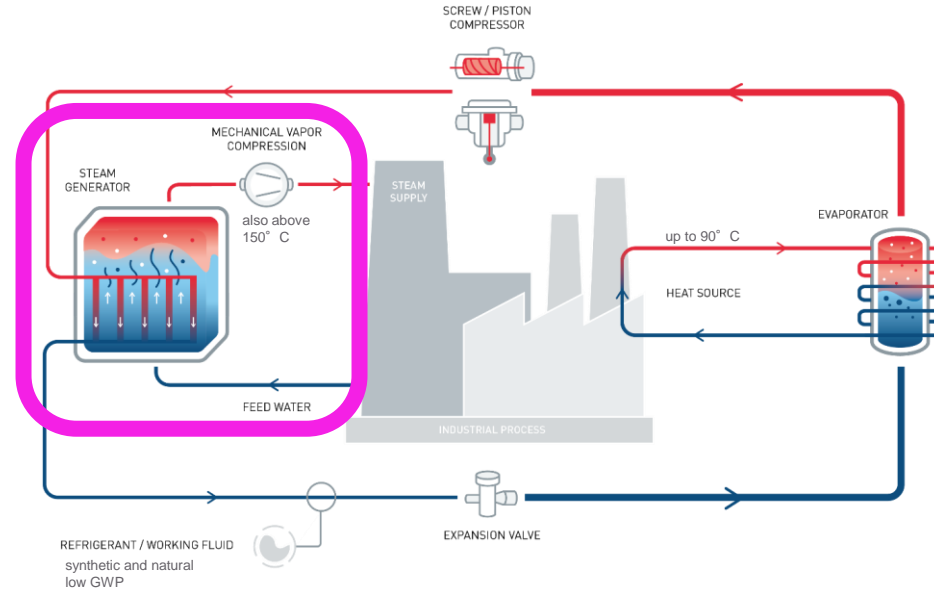 SCREW / PISTON
COMPRESSOR
MECHANICAL VAPOR
COMPRESSION
STEAM
GENERATOR
also above
150° C
STEAM
SUPPLY
EVAPORATOR
up to 90° C
HEAT SOURCE
FEED WATER
INDUSTRIAL PROCESS
EXPANSION VALVE
REFRIGERANT / WORKING FLUID
synthetic and natural
low GWP